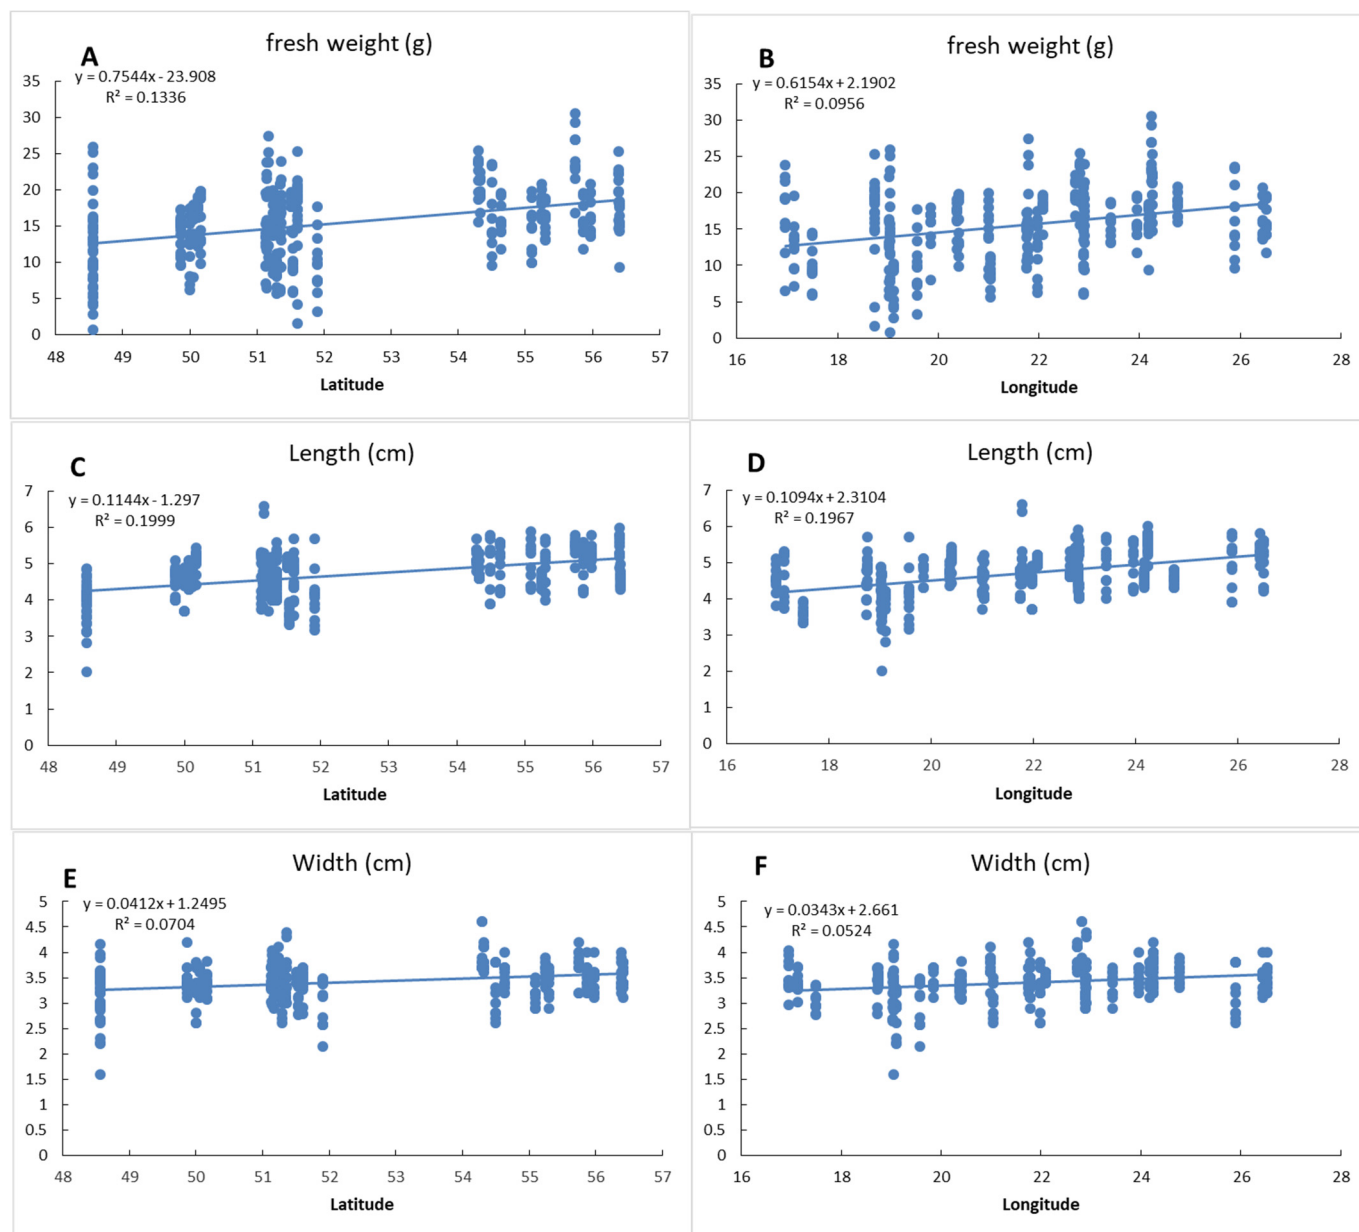 A
fresh weight (g)
y = 0.7544x - 23.908
R² = 0.1336
35
30
25
20
15
10
5
0
48 49 50 51 52 53 54 55 56 57
Latitude
B
fresh weight (g)
y = 0.6154x + 2.1902
R² = 0.0956
35
30
25
20
15
10
5
0
16 18 20 22 24 26 28
Longitude
C
Length (cm)
y = 0.1144x - 1.297
R² = 0.1999
7
6
5
4
3
2
1
0
48 49 50 51 52 53 54 55 56 57
Latitude
D
Length (cm)
y = 0.1094x + 2.3104
R² = 0.1967
7
6
5
4
3
2
1
0
16 18 20 22 24 26 28
Longitude
E
Width (cm)
y = 0.0412x + 1.2495
R² = 0.0704
5
4.5
4
3.5
3
2.5
2
1.5
1
0.5
0
48 49 50 51 52 53 54 55 56 57
Latitude
F
Width (cm)
y = 0.0343x + 2.661
R² = 0.0524
5
4.5
4
3.5
3
2.5
2
1.5
1
0.5
0
16 18 20 22 24 26 28
Longitude